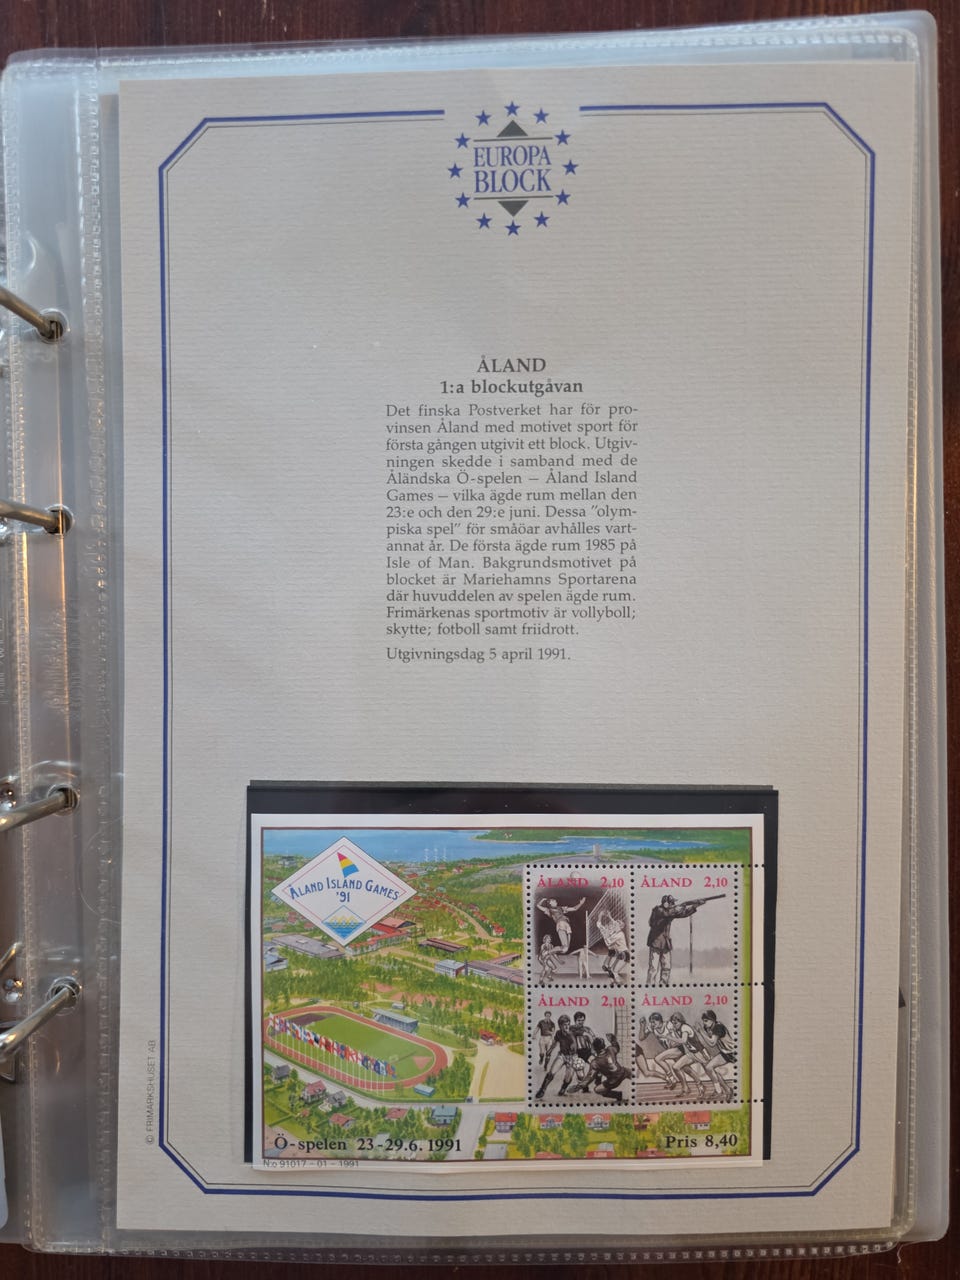 EUROPA
BLOCK
ÅLAND
1:a blockutgåvan
Det finska Postverket har för pro-
vinsen Åland med motivet sport för
första gången utgivit ett block. Utgiv-
ningen skedde i samband med de
Åländska Ö-spelen – Åland Island
Games – vilka ägde rum mellan den
23:e och den 29:e juni. Dessa "olym-
piska spel" för småöar avhålles vart-
annat år. De första ägde rum 1985 på
Isle of Man. Bakgrundsmotivet på
blocket är Mariehamns Sportarena
där huvuddelen av spelen ägde rum.
Frimärkenas sportmotiv är vollyboll;
skytte; fotboll samt friidrott.
Utgivningsdag 5 april 1991.
ÅLAND ISLAND GAMES
'91
ÅLAND 2,10
ÅLAND 2,10
ÅLAND 2,10
ÅLAND 2,10
Ö-spelen 23-29.6.1991
Pris 8,40
N:o 91017 - 01 - 1991
© FRIMÄRKSHUSET AB